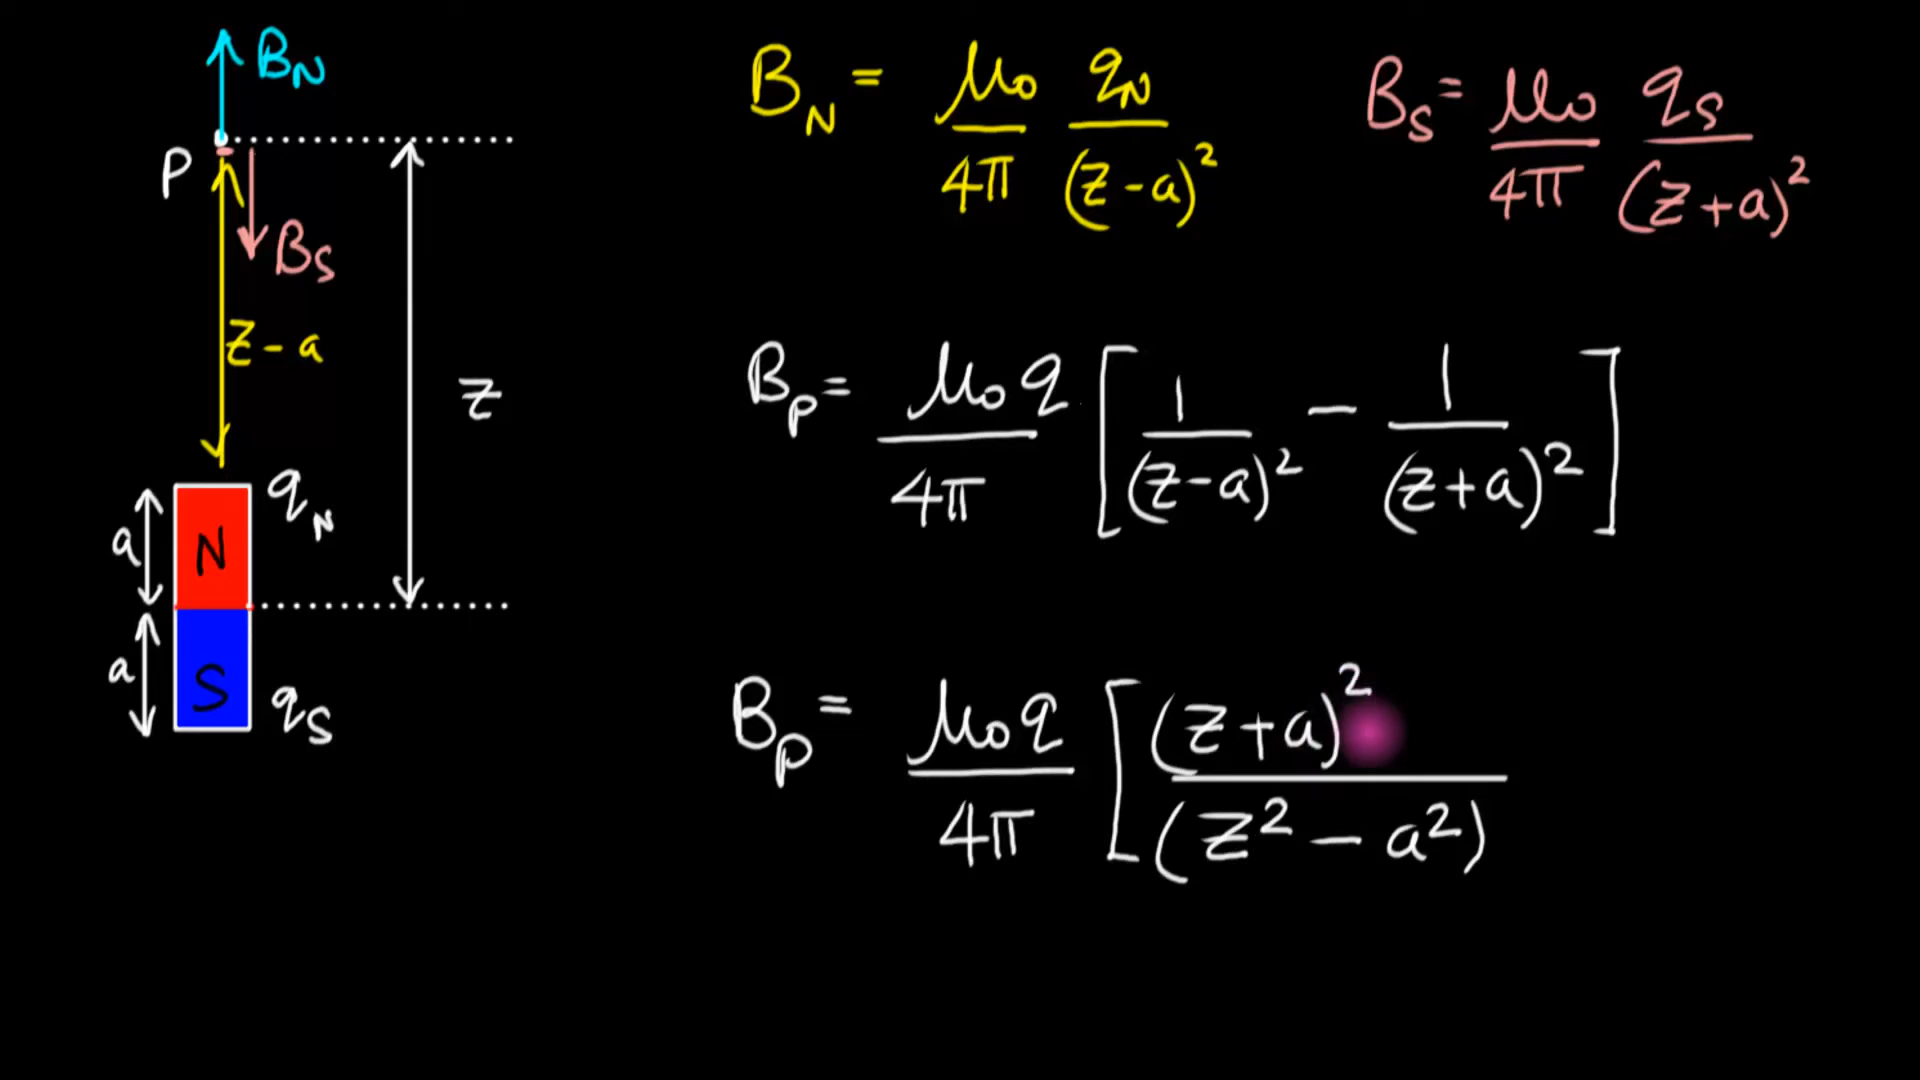 B_N
P
B_S
z - a
z
q_N
a
N
a
S
q_S
B_N = μ₀/4π q_N/(z-a)²
B_S = μ₀/4π q_S/(z+a)²
B_P = μ₀q/4π [1/(z-a)² - 1/(z+a)²]
B_P = μ₀q/4π [(z+a)²/(z² - a²)